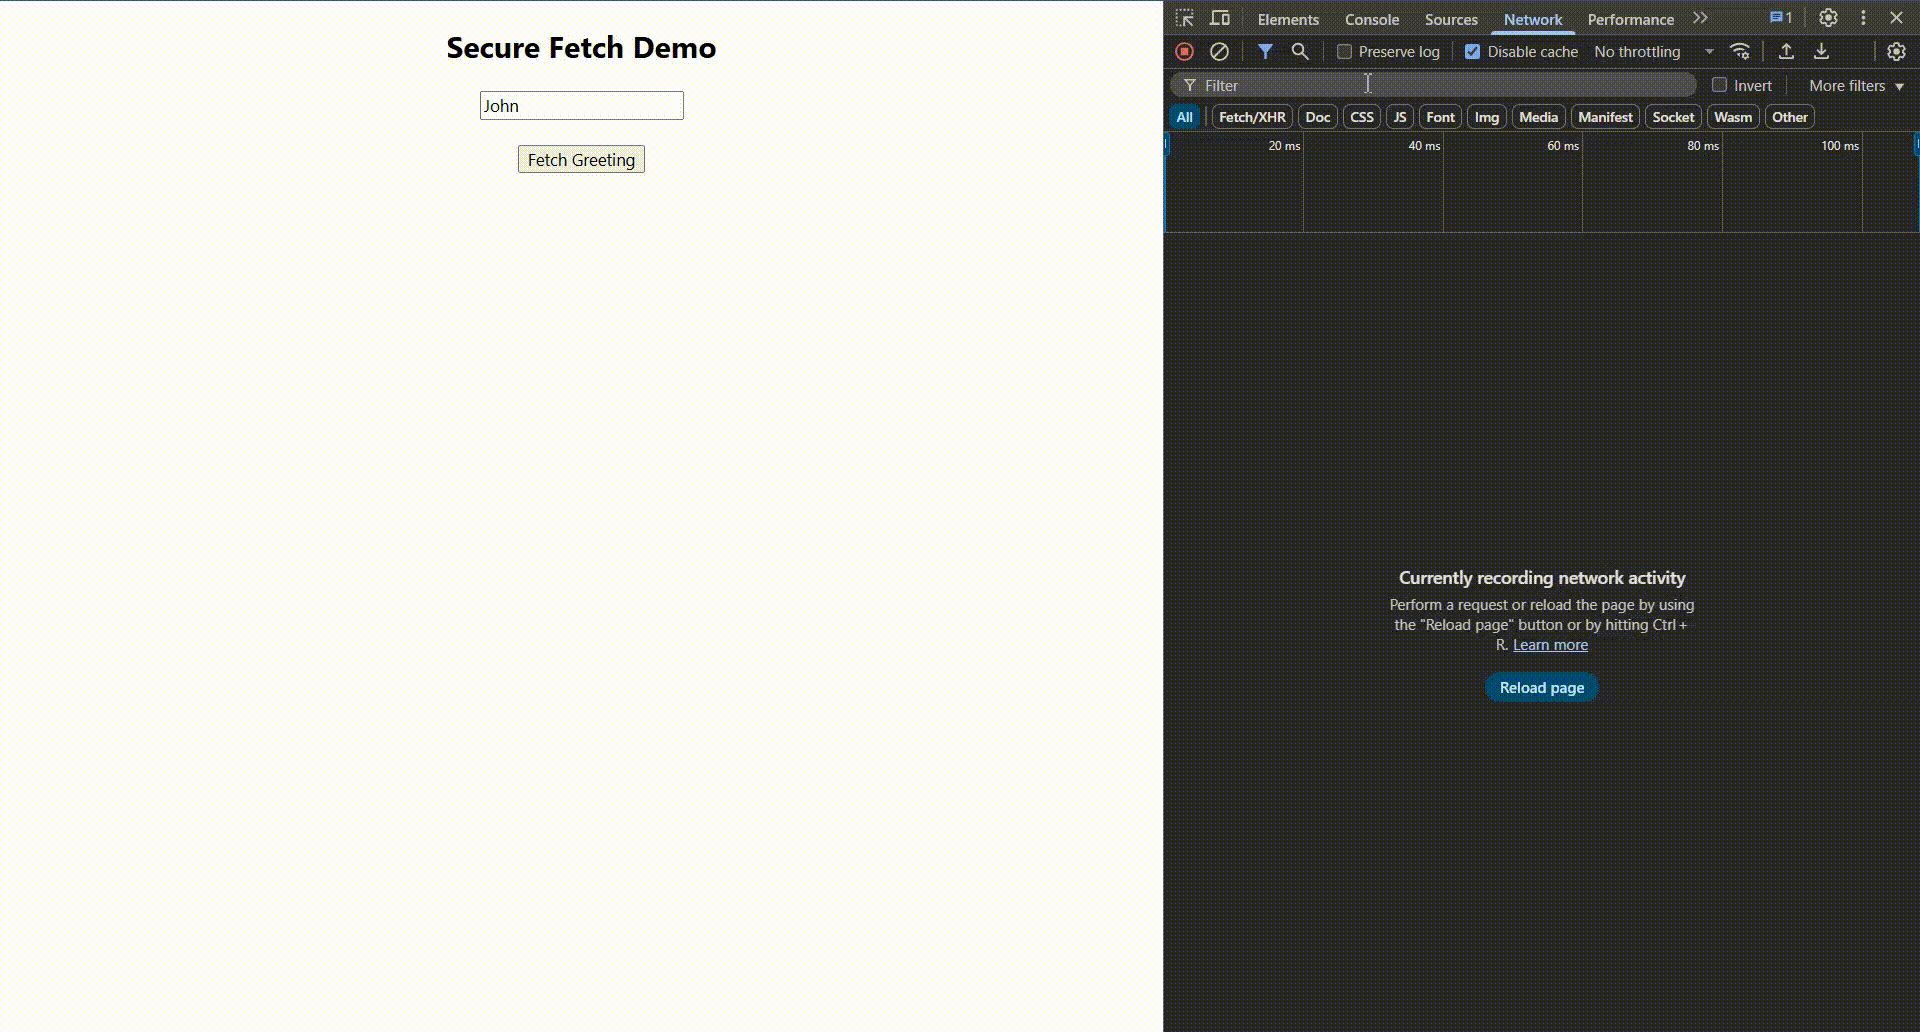 Secure Fetch Demo
John
Fetch Greeting
Elements Console Sources Network Performance 1
Preserve log Disable cache No throttling
Filter Invert More filters
All Fetch/XHR Doc CSS JS Font Img Media Manifest Socket Wasm Other
20 ms 40 ms 60 ms 80 ms 100 ms
Currently recording network activity
Perform a request or reload the page by using
the "Reload page" button or by hitting Ctrl +
R. Learn more
Reload page